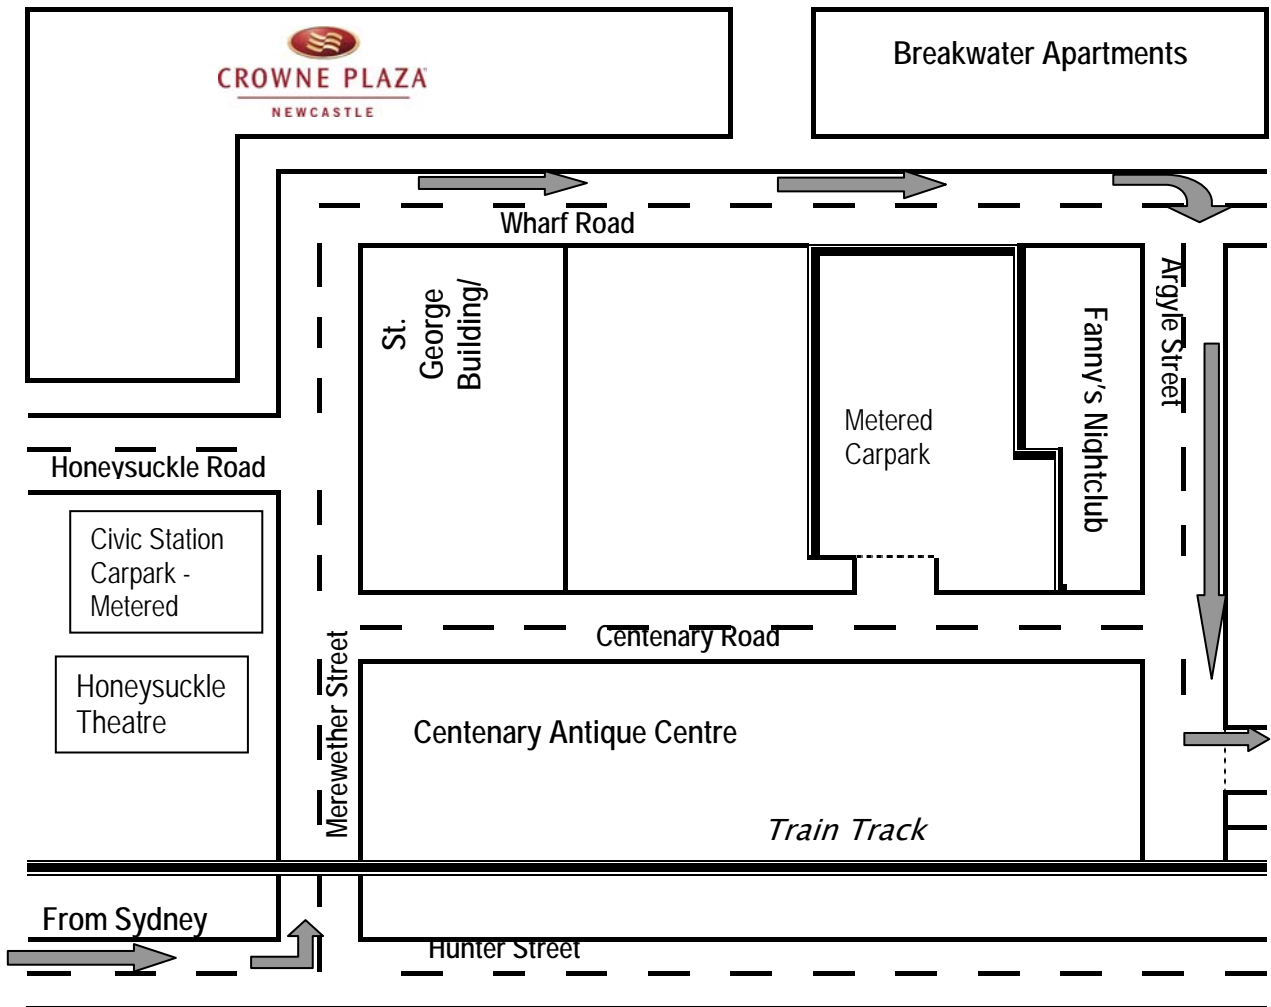 CROWNE PLAZA
NEWCASTLE
Breakwater Apartments
Wharf Road
St.
George
Building/
Metered
Carpark
Fanny's Nightclub
Argyle Street
Honeysuckle Road
Civic Station
Carpark -
Metered
Honeysuckle
Theatre
Merewether Street
Centenary Road
Centenary Antique Centre
Train Track
From Sydney
Hunter Street